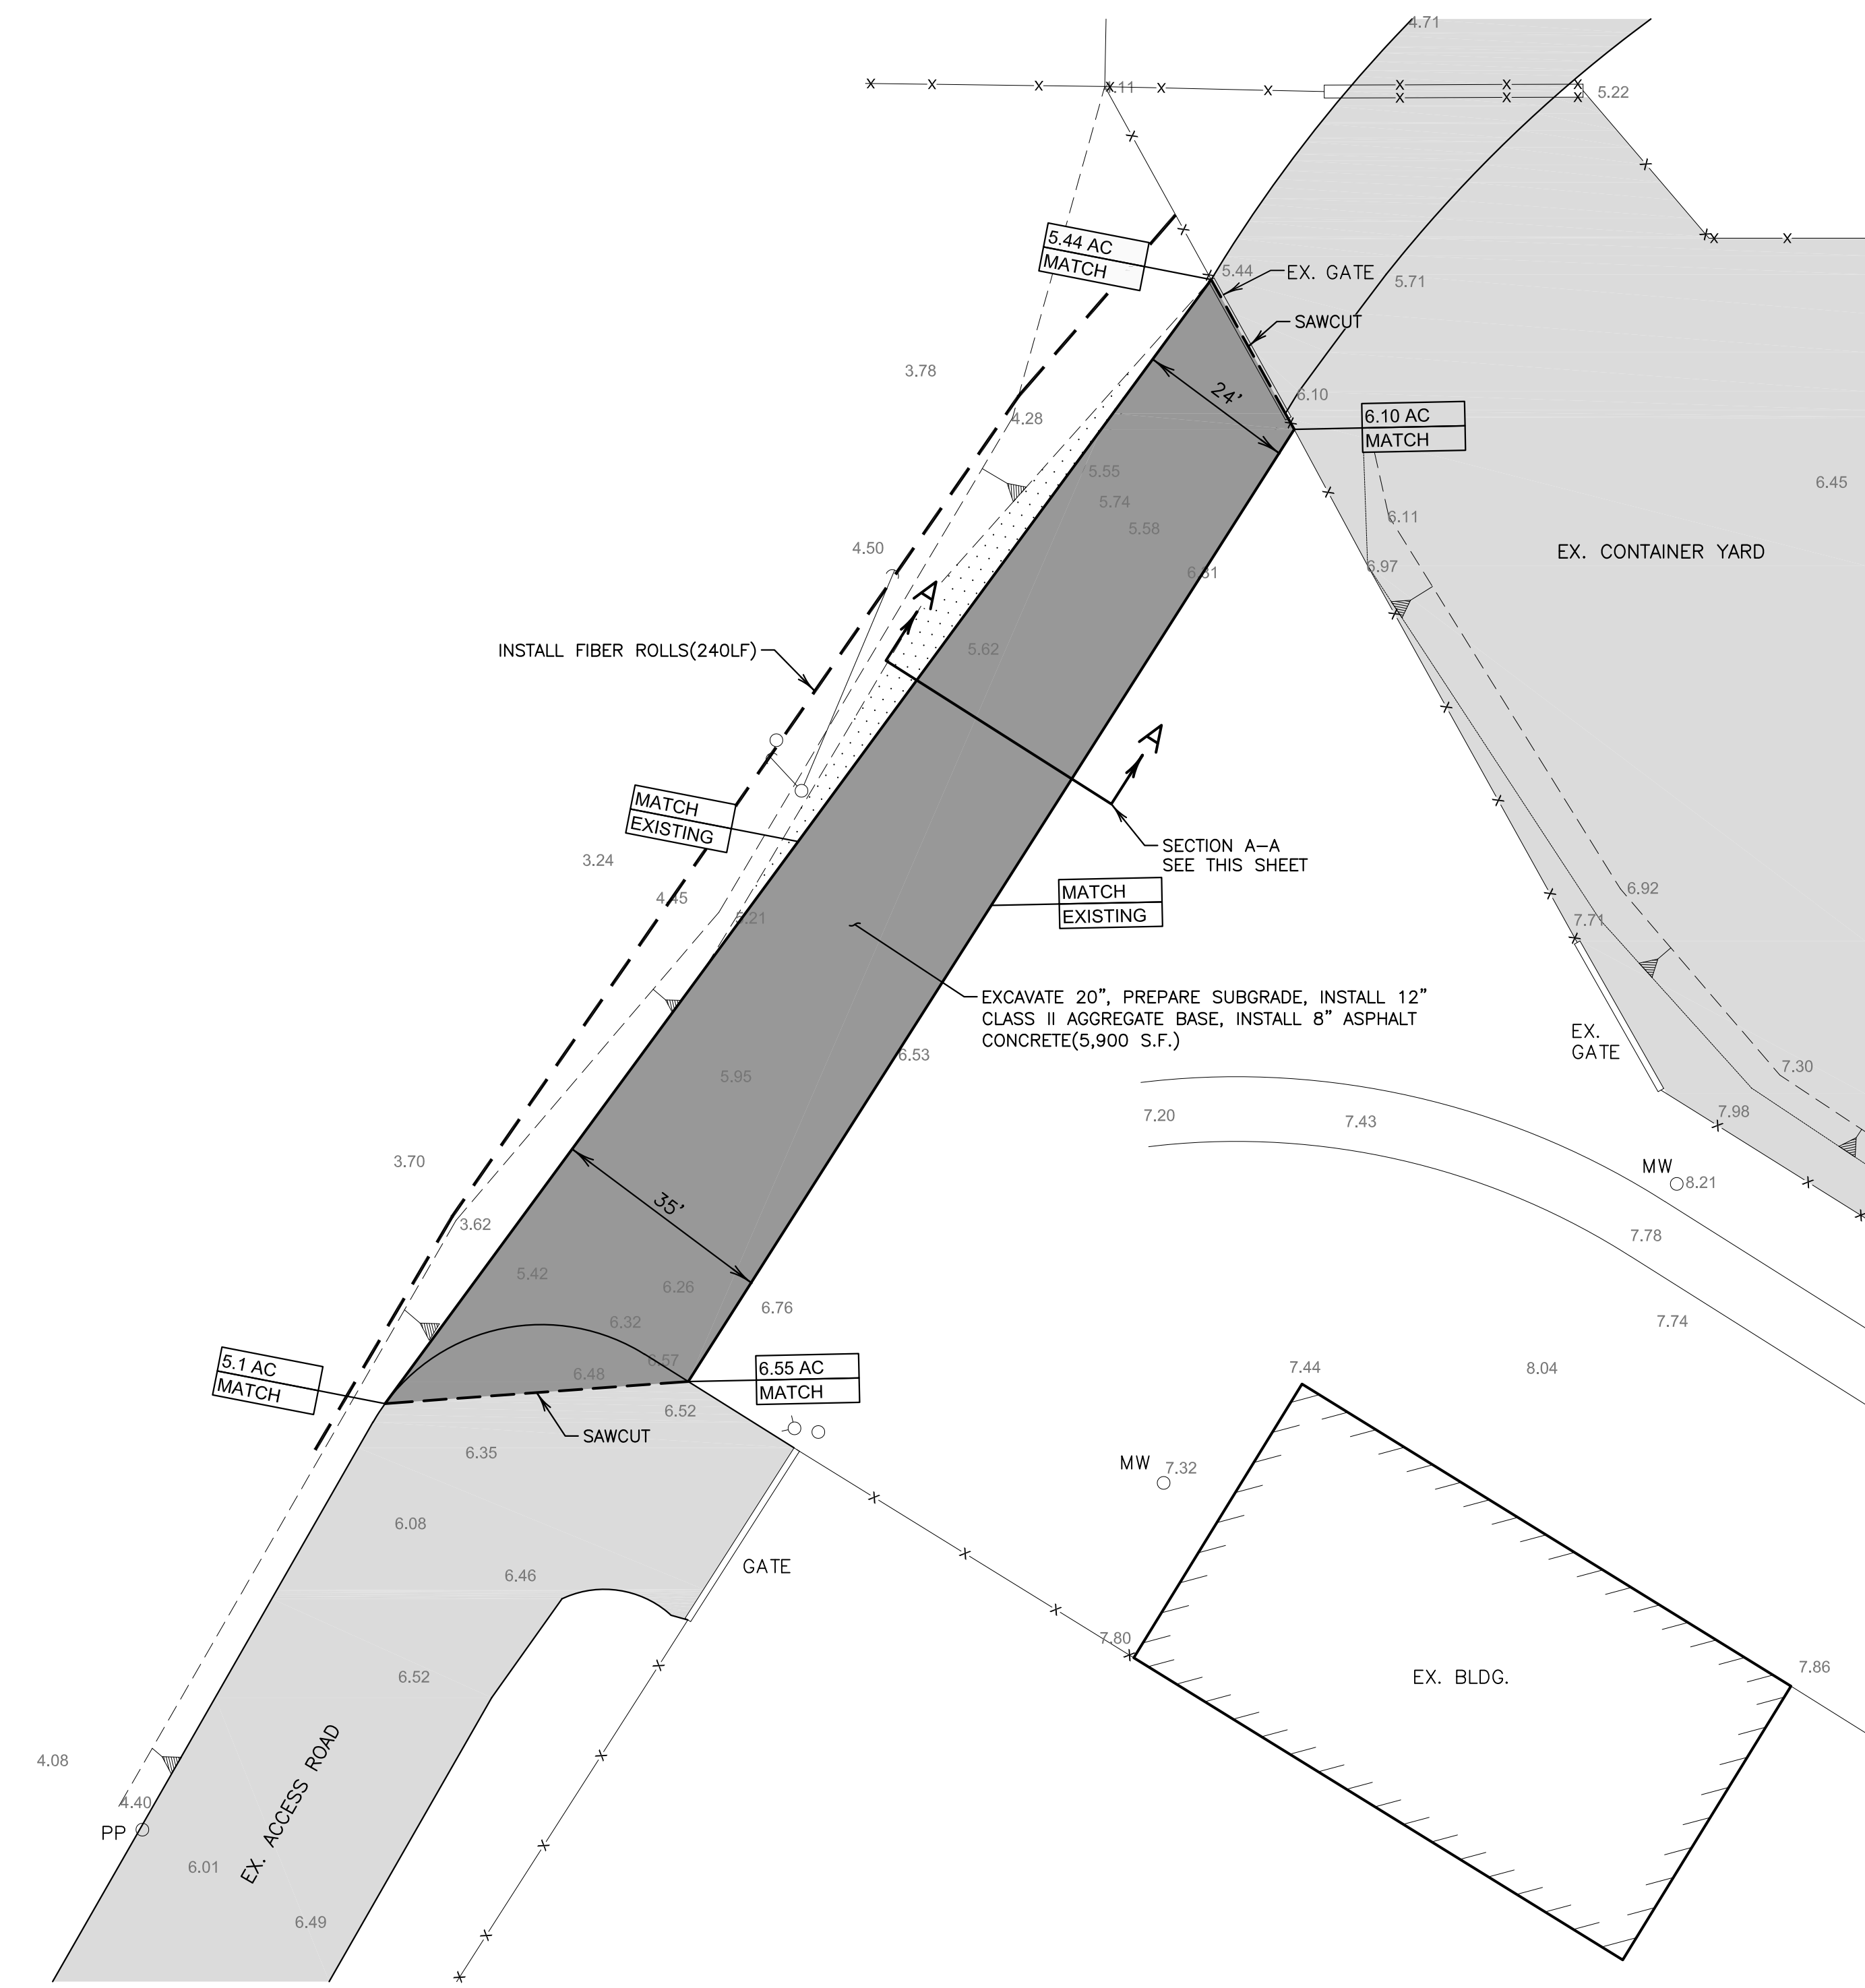 4.71
5.22
5.44 AC
MATCH
5.44
EX. GATE
5.71
SAWCUT
3.78
24'
6.10
6.10 AC
MATCH
4.28
5.55
6.45
5.74
6.11
5.58
4.50
EX. CONTAINER YARD
6.97
A
INSTALL FIBER ROLLS(240LF)
5.62
A
MATCH
EXISTING
SECTION A-A
SEE THIS SHEET
3.24
MATCH
EXISTING
4.45
6.92
5.21
7.71
EXCAVATE 20", PREPARE SUBGRADE, INSTALL 12"
CLASS II AGGREGATE BASE, INSTALL 8" ASPHALT
CONCRETE(5,900 S.F.)
EX.
GATE
6.53
7.30
5.95
7.20
7.43
7.98
3.70
MW
8.21
35'
3.62
7.78
5.42
6.26
6.76
6.32
7.74
5.1 AC
MATCH
6.57
6.55 AC
MATCH
6.48
7.44
8.04
6.52
SAWCUT
6.35
MW
7.32
6.08
GATE
6.46
7.80
6.52
EX. BLDG.
7.86
4.08
EX. ACCESS ROAD
4.40
PP
6.01
6.49